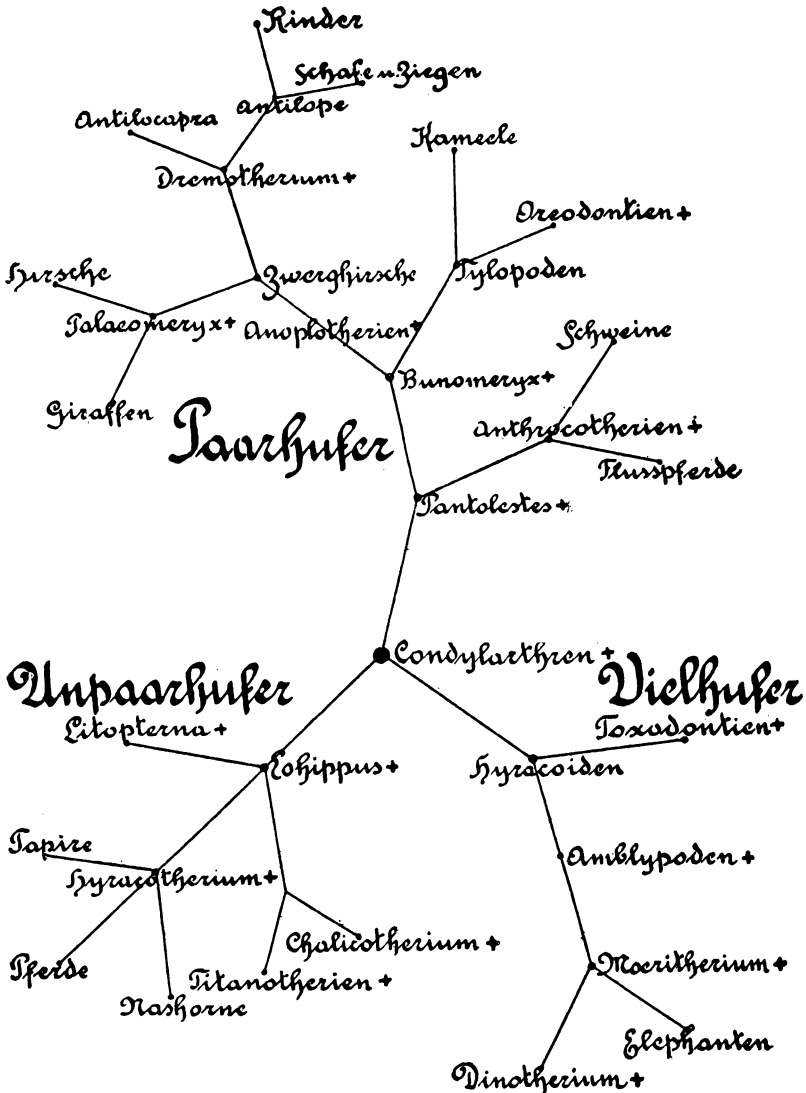 Rinder
Schafe u. Ziegen
Antilope
Antilocapra
Kameele
Dremotherium +
Oreodontien +
Hirsche
Zwerghirsche
Tylopoden
Palaeomeryx +
Anoplotherien +
Schweine
Bunomeryx +
Giraffen
Paarhufer
Anthracotherien +
Flusspferde
Pantolestes +
Condylarthren +
Unpaarhufer
Vielhufer
Litopterna +
Toxodontien +
Eohippus +
Hyracoiden
Tapire
Amblypoden +
Hyracotherium +
Chalicotherium +
Pferde
Titanotherien +
Moeritherium +
Nashorne
Elephanten
Dinotherium +